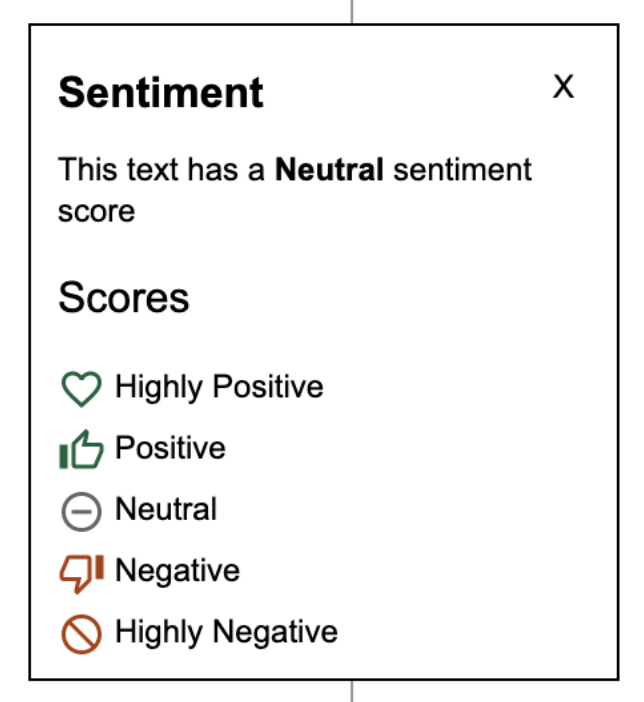 Sentiment
X
This text has a Neutral sentiment
score
Scores
Highly Positive
Positive
Neutral
Negative
Highly Negative